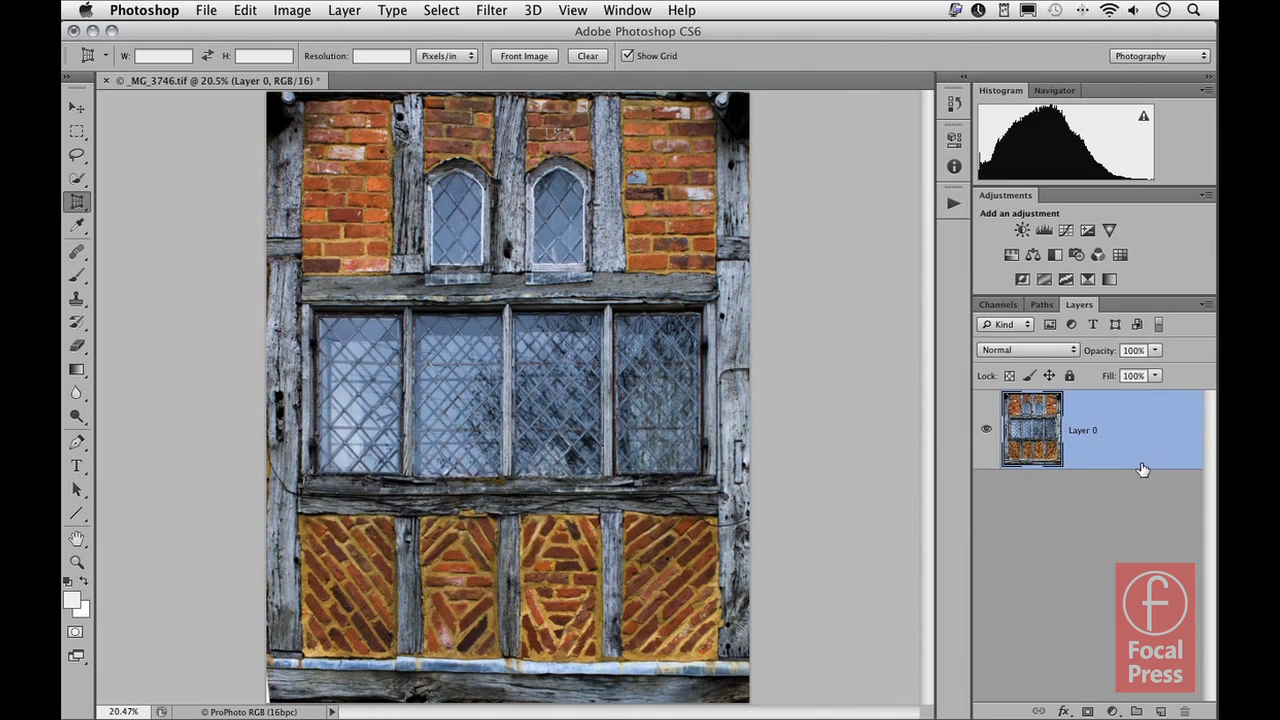 Photoshop File Edit Image Layer Type Select Filter 3D View Window Help
Adobe Photoshop CS6
W: H: Resolution: Pixels/in Front Image Clear Show Grid Photography
© _MG_3746.tif @ 20.5% (Layer 0, RGB/16) *
Histogram Navigator
Adjustments
Add an adjustment
Channels Paths Layers
Kind
Normal Opacity: 100%
Lock: Fill: 100%
Layer 0
f
Focal
Press
20.47% © ProPhoto RGB (16bpc)